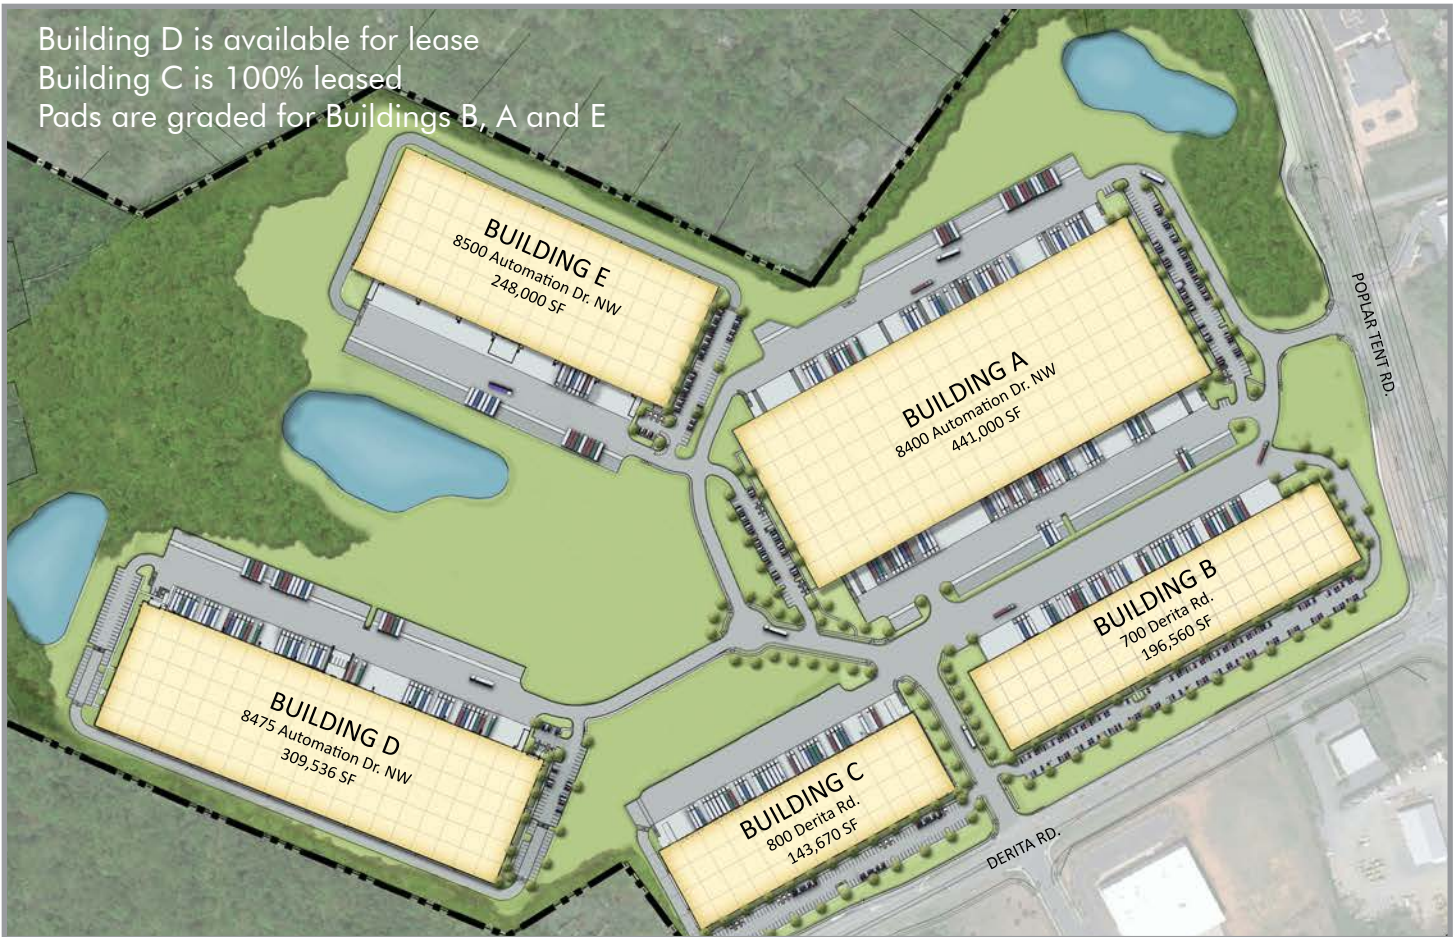 Building D is available for lease
Building C is 100% leased
Pads are graded for Buildings B, A and E
BUILDING E
8500 Automation Dr. NW
248,000 SF
BUILDING A
8400 Automation Dr. NW
441,000 SF
POPLAR TENT RD.
BUILDING B
700 Derita Rd.
196,560 SF
BUILDING D
8475 Automation Dr. NW
309,536 SF
BUILDING C
800 Derita Rd.
143,670 SF
DERITA RD.